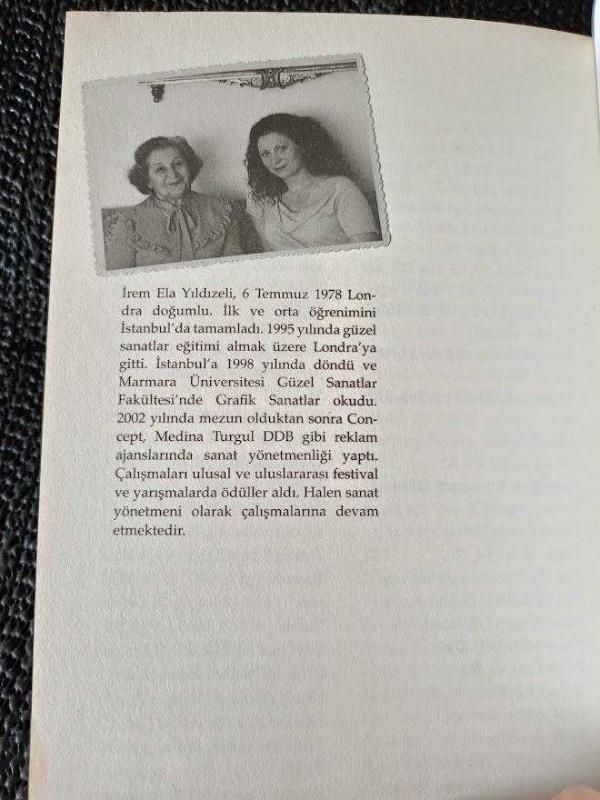 İrem Ela Yıldızeli, 6 Temmuz 1978 Lon-
dra doğumlu. İlk ve orta öğrenimini
İstanbul'da tamamladı. 1995 yılında güzel
sanatlar eğitimi almak üzere Londra'ya
gitti. İstanbul'a 1998 yılında döndü ve
Marmara Üniversitesi Güzel Sanatlar
Fakültesi'nde Grafik Sanatlar okudu.
2002 yılında mezun olduktan sonra Con-
cept, Medina Turgul DDB gibi reklam
ajanslarında sanat yönetmenliği yaptı.
Çalışmaları ulusal ve uluslararası festival
ve yarışmalarda ödüller aldı. Halen sanat
yönetmeni olarak çalışmalarına devam
etmektedir.